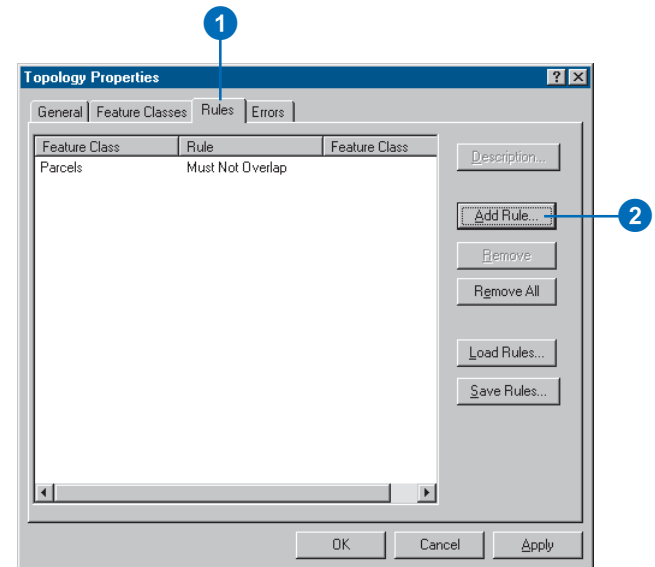 1
Topology Properties
? X
General Feature Classes Rules Errors
Feature Class Rule Feature Class
Parcels Must Not Overlap
Description...
Add Rule...
2
Remove
Remove All
Load Rules...
Save Rules...
OK Cancel Apply